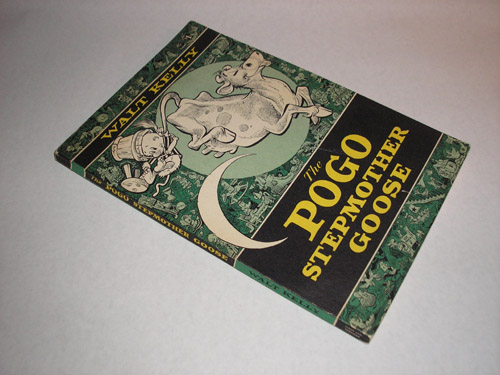 WALT KELLY
The
POGO
STEPMOTHER
GOOSE
The POGO STEPMOTHER GOOSE
WALT KELLY